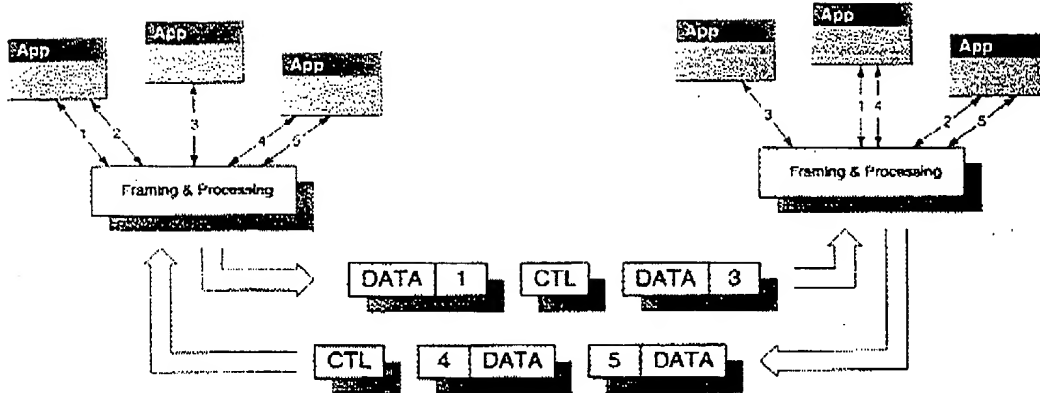 App
App
App
1
2
3
4
5
Framing & Processing
App
App
App
3
1
4
2
5
Framing & Processing
DATA 1
CTL
DATA 3
CTL
4 DATA
5 DATA